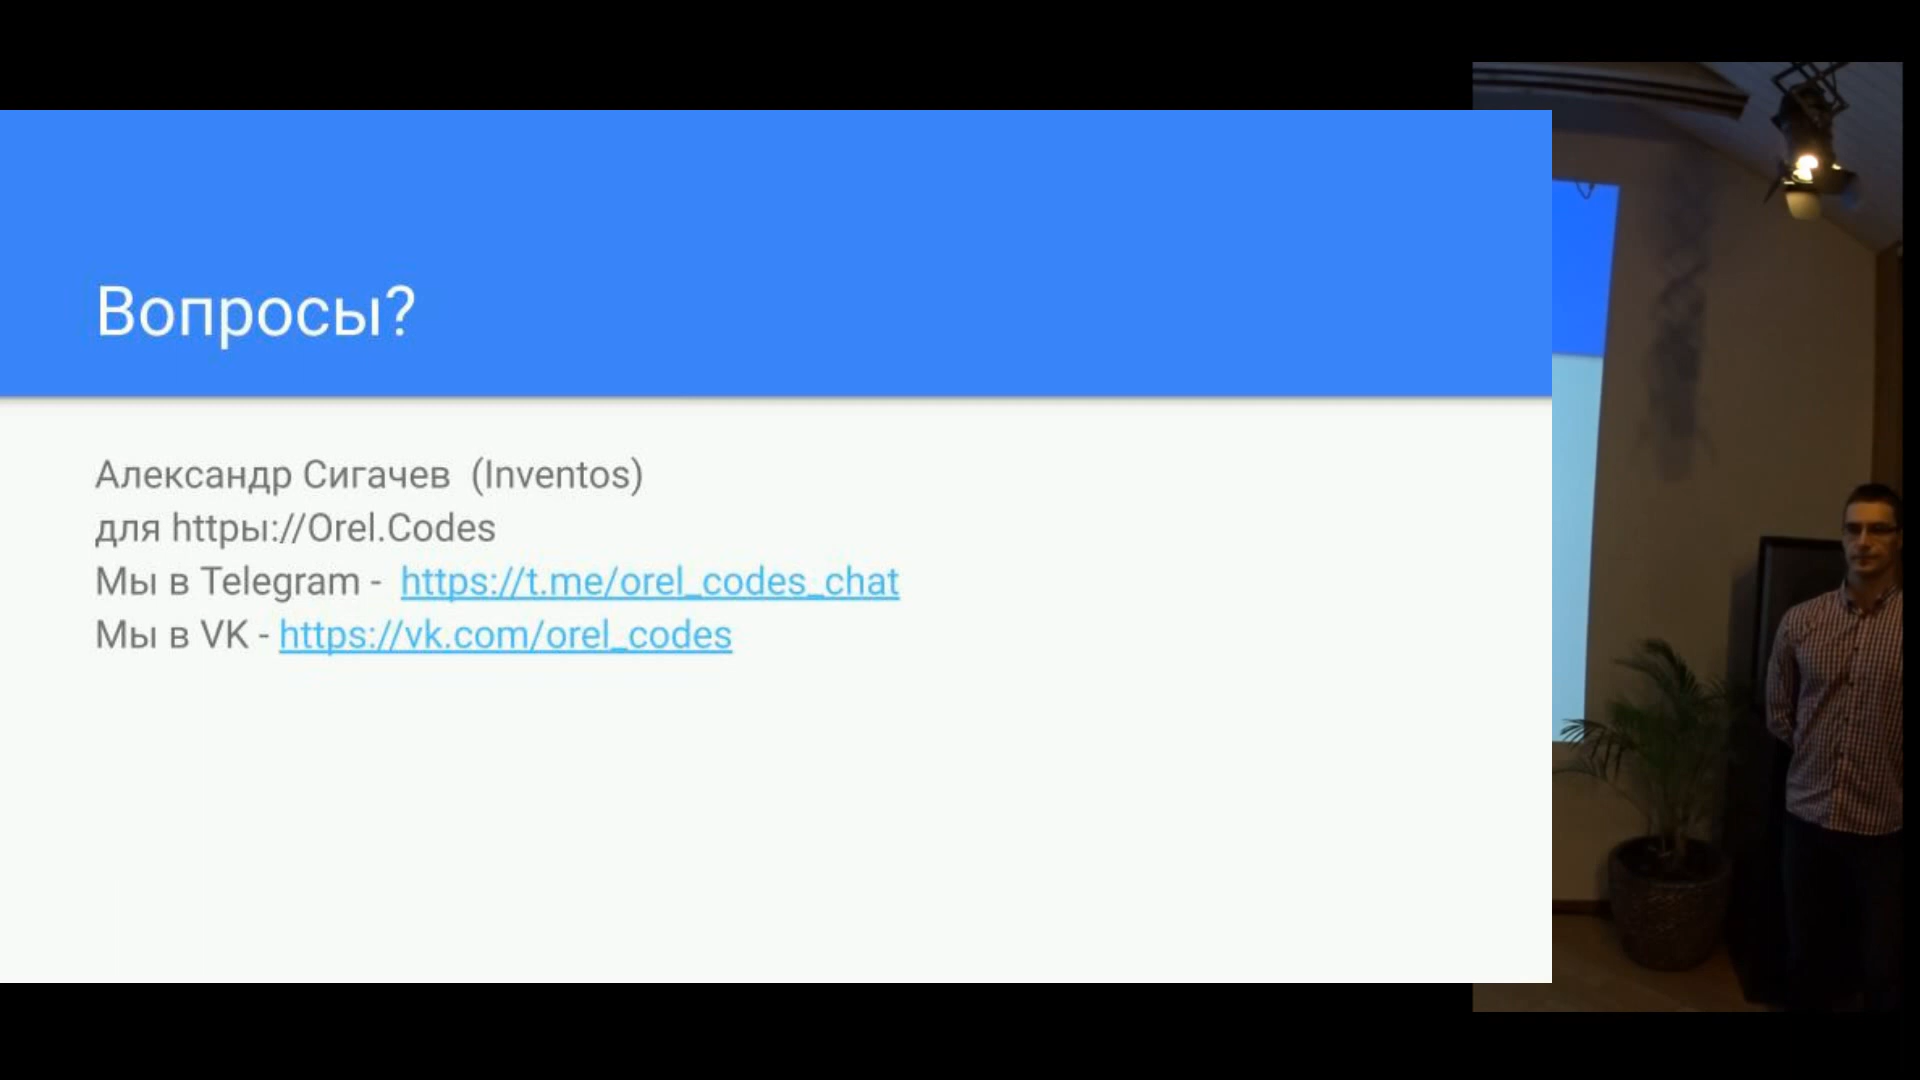 Вопросы?
Александр Сигачев (Inventos)
для httpы://Orel.Codes
Мы в Telegram - https://t.me/orel_codes_chat
Мы в VK - https://vk.com/orel_codes